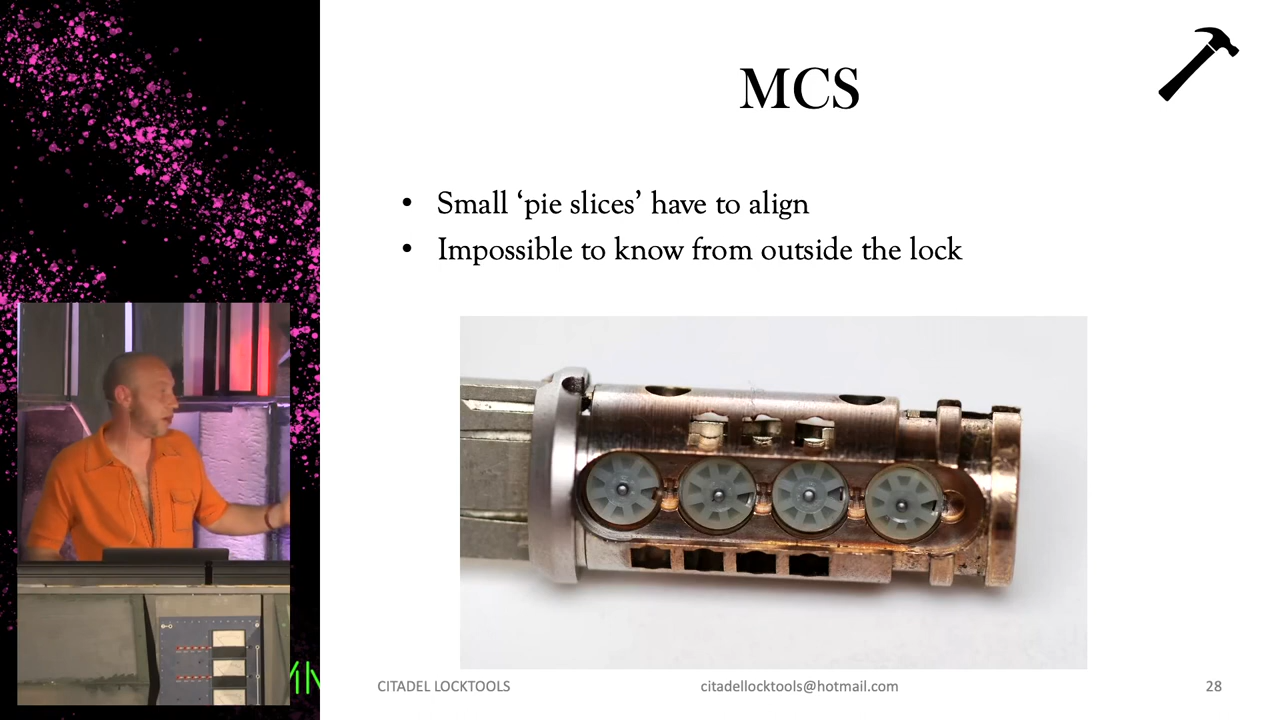 MCS
• Small ‘pie slices’ have to align
• Impossible to know from outside the lock
CITADEL LOCKTOOLS
citadellocktools@hotmail.com
28